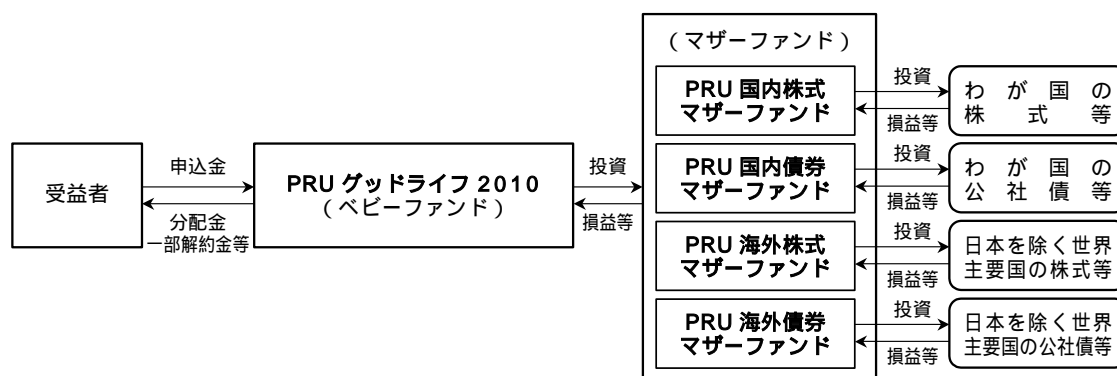 受益者
申込金
分配金
一部解約金等
PRU グッドライフ 2010
（ベビーファンド）
投資
損益等
（マザーファンド）
PRU 国内株式
マザーファンド
投資
損益等
わが国の
株式等
PRU 国内債券
マザーファンド
投資
損益等
わが国の
公社債等
PRU 海外株式
マザーファンド
投資
損益等
日本を除く世界
主要国の株式等
PRU 海外債券
マザーファンド
投資
損益等
日本を除く世界
主要国の公社債等